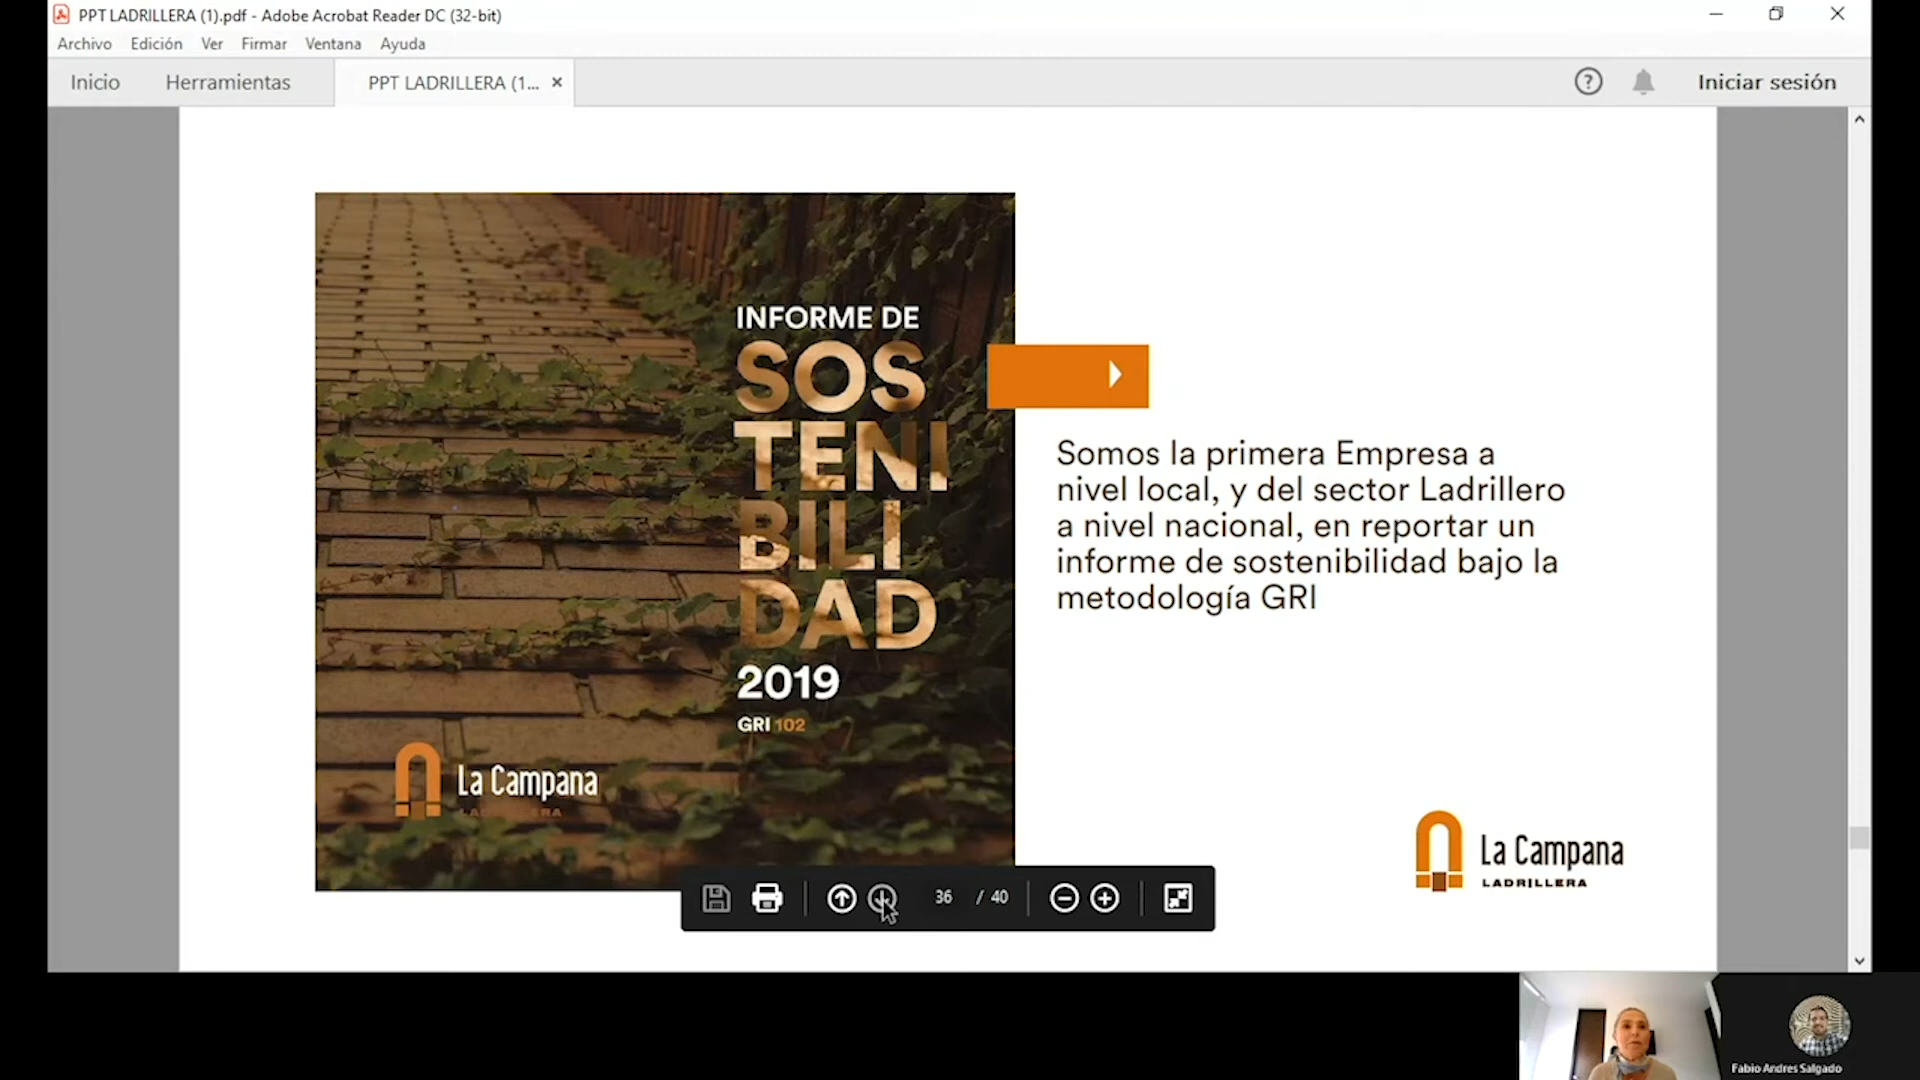 PPT LADRILLERA (1).pdf - Adobe Acrobat Reader DC (32-bit)
Archivo Edición Ver Firmar Ventana Ayuda
Inicio Herramientas PPT LADRILLERA (1... Iniciar sesión
INFORME DE
SOS
TENI
BILI
DAD
2019
GRI 102
La Campana
Somos la primera Empresa a
nivel local, y del sector Ladrillero
a nivel nacional, en reportar un
informe de sostenibilidad bajo la
metodología GRI
La Campana
LADRILLERA
36 / 40
Fabio Andres Salgado